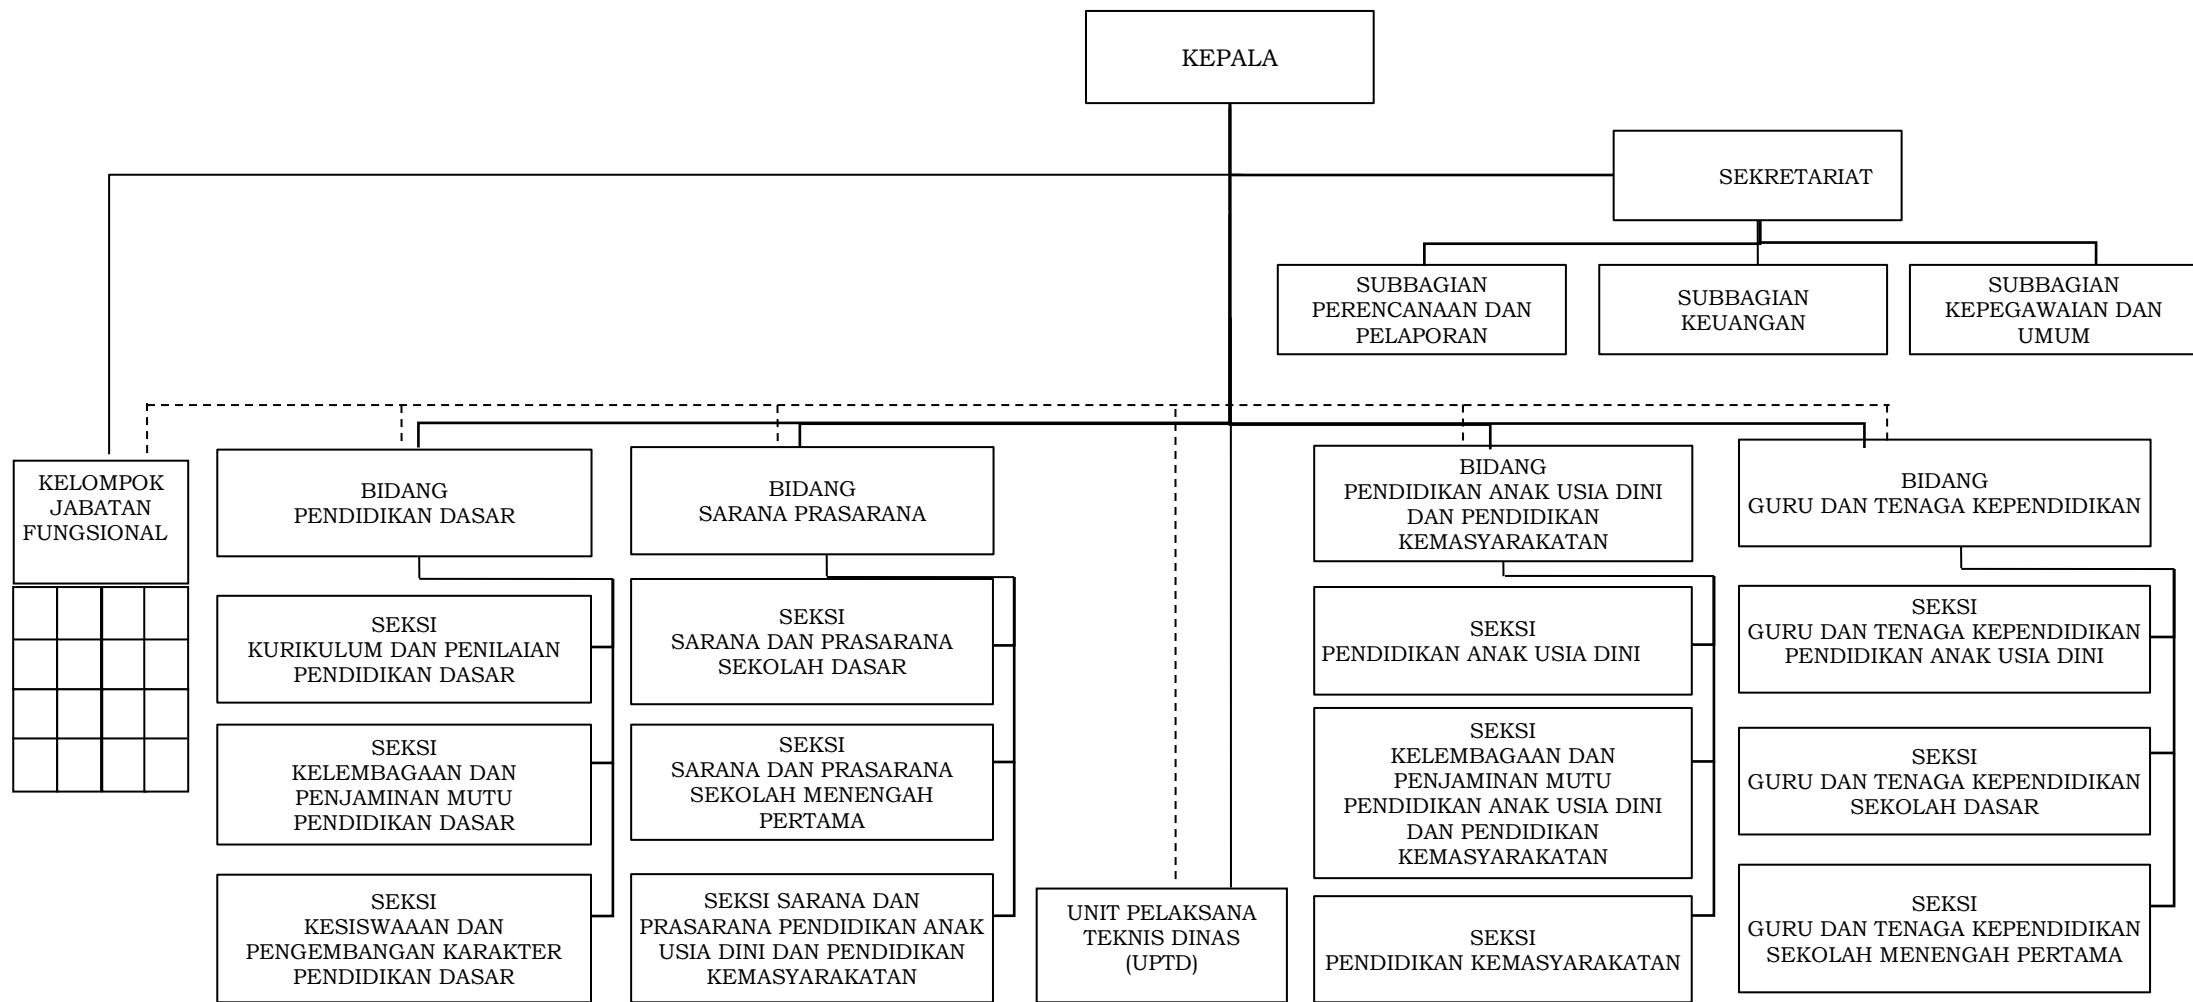 KEPALA
SEKRETARIAT
SUBBAGIAN
PERENCANAAN DAN
PELAPORAN
SUBBAGIAN
KEUANGAN
SUBBAGIAN
KEPEGAWAIAN DAN
UMUM
KELOMPOK
JABATAN
FUNGSIONAL
BIDANG
PENDIDIKAN DASAR
SEKSI
KURIKULUM DAN PENILAIAN
PENDIDIKAN DASAR
SEKSI
KELEMBAGAAN DAN
PENJAMINAN MUTU
PENDIDIKAN DASAR
SEKSI
KESISWAAAN DAN
PENGEMBANGAN KARAKTER
PENDIDIKAN DASAR
BIDANG
SARANA PRASARANA
SEKSI
SARANA DAN PRASARANA
SEKOLAH DASAR
SEKSI
SARANA DAN PRASARANA
SEKOLAH MENENGAH
PERTAMA
SEKSI SARANA DAN
PRASARANA PENDIDIKAN ANAK
USIA DINI DAN PENDIDIKAN
KEMASYARAKATAN
UNIT PELAKSANA
TEKNIS DINAS
(UPTD)
BIDANG
PENDIDIKAN ANAK USIA DINI
DAN PENDIDIKAN
KEMASYARAKATAN
SEKSI
PENDIDIKAN ANAK USIA DINI
SEKSI
KELEMBAGAAN DAN
PENJAMINAN MUTU
PENDIDIKAN ANAK USIA DINI
DAN PENDIDIKAN
KEMASYARAKATAN
SEKSI
PENDIDIKAN KEMASYARAKATAN
BIDANG
GURU DAN TENAGA KEPENDIDIKAN
SEKSI
GURU DAN TENAGA KEPENDIDIKAN
PENDIDIKAN ANAK USIA DINI
SEKSI
GURU DAN TENAGA KEPENDIDIKAN
SEKOLAH DASAR
SEKSI
GURU DAN TENAGA KEPENDIDIKAN
SEKOLAH MENENGAH PERTAMA